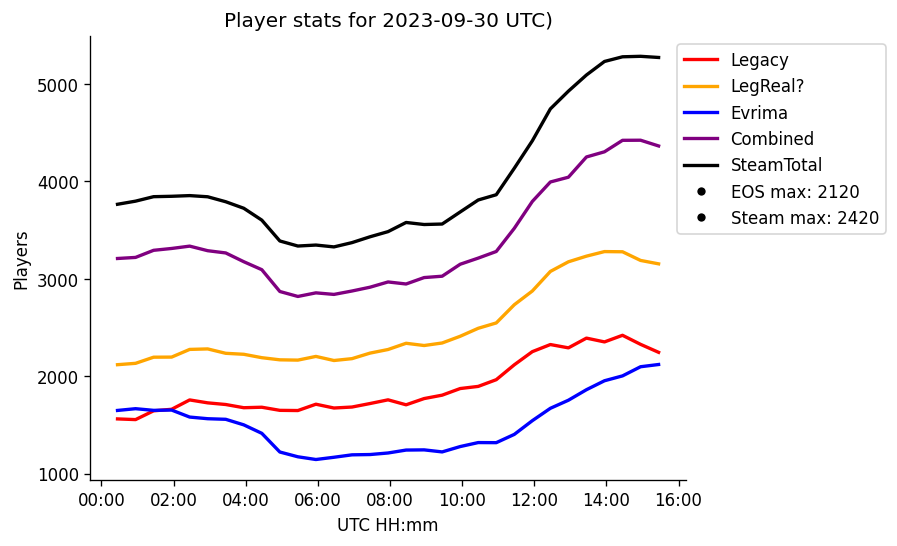 Player stats for 2023-09-30 UTC)
Players
5000
4000
3000
2000
1000
00:00 02:00 04:00 06:00 08:00 10:00 12:00 14:00 16:00
UTC HH:mm
Legacy
LegReal?
Evrima
Combined
SteamTotal
EOS max: 2120
Steam max: 2420